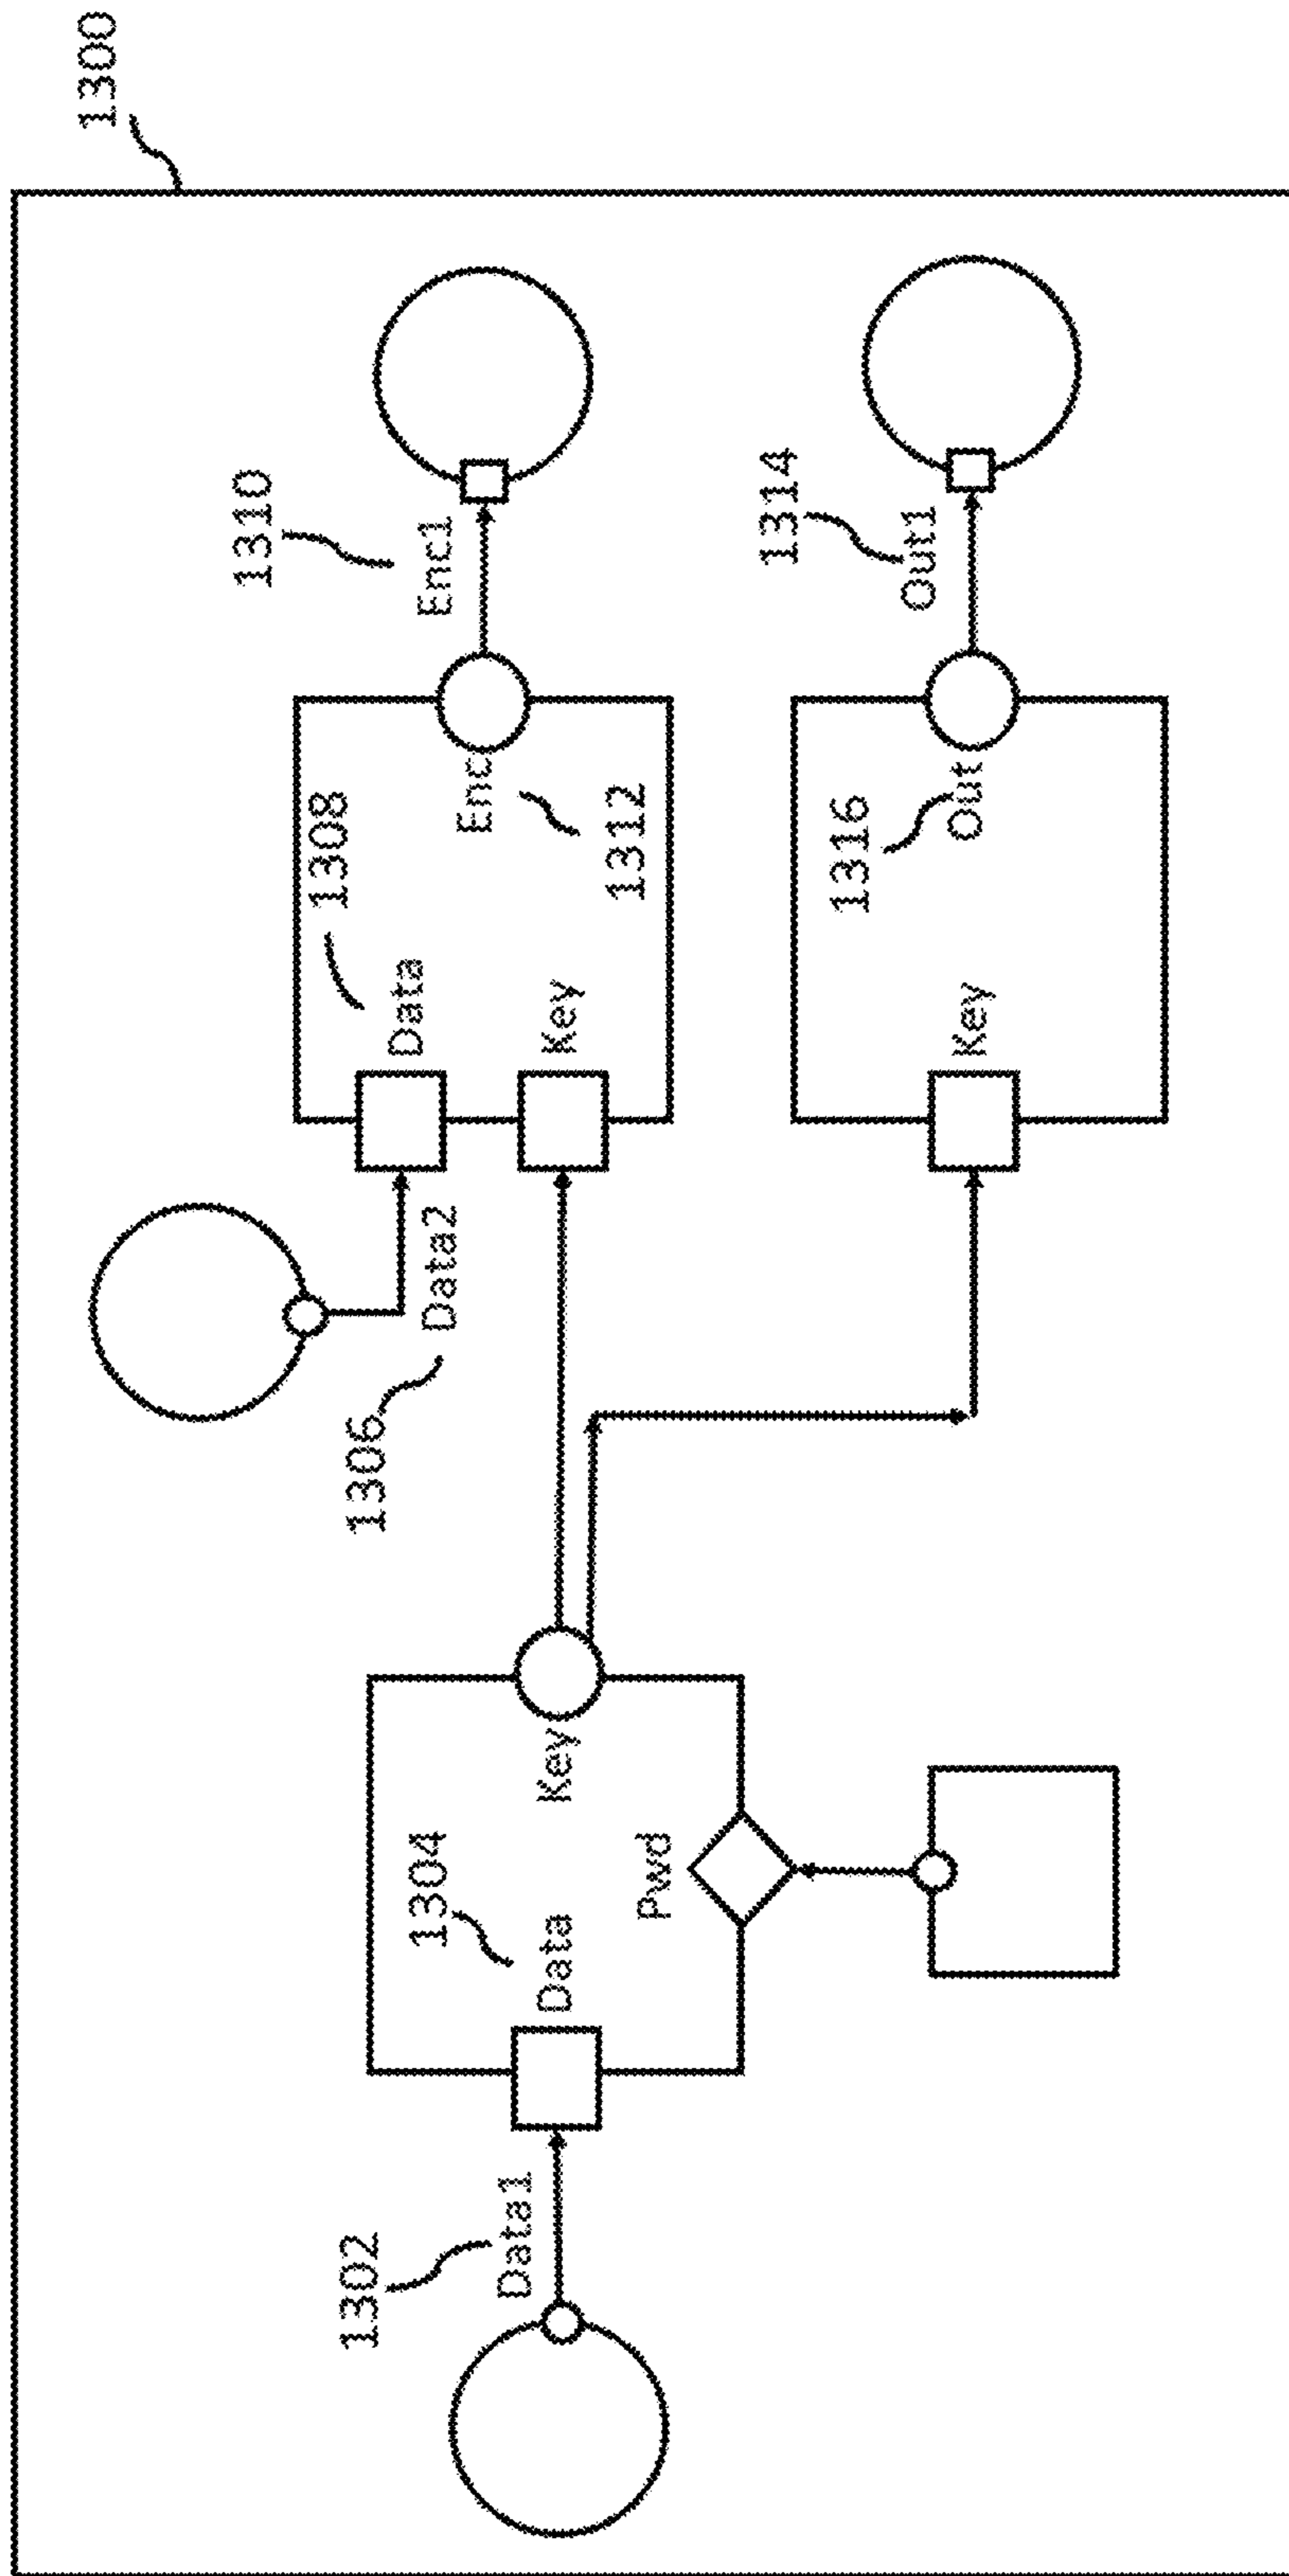 1300
1310
Enc1
1308
Data
Enc
1312
Key
1306
Data2
1314
Out1
1316
Out
Key
1304
Data
Key
Pwd
1302
Data1